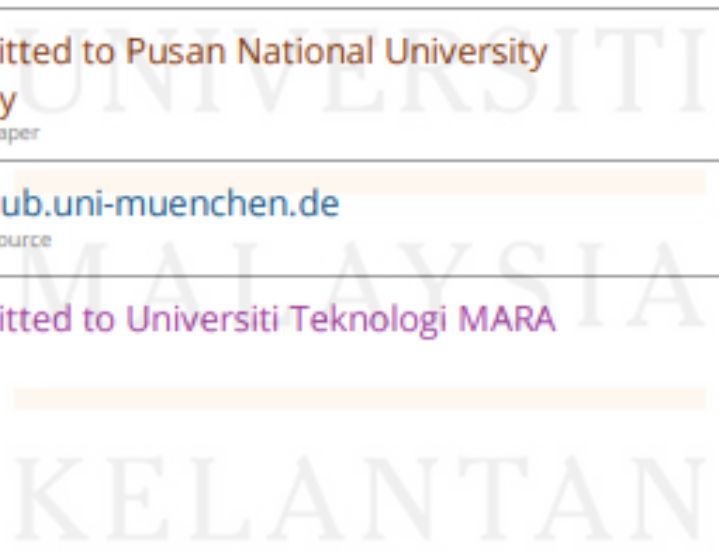 itted to Pusan National University
y
aper
ub.uni-muenchen.de
ource
itted to Universiti Teknologi MARA
UNIVERSITI
MALAYSIA
KELANTAN